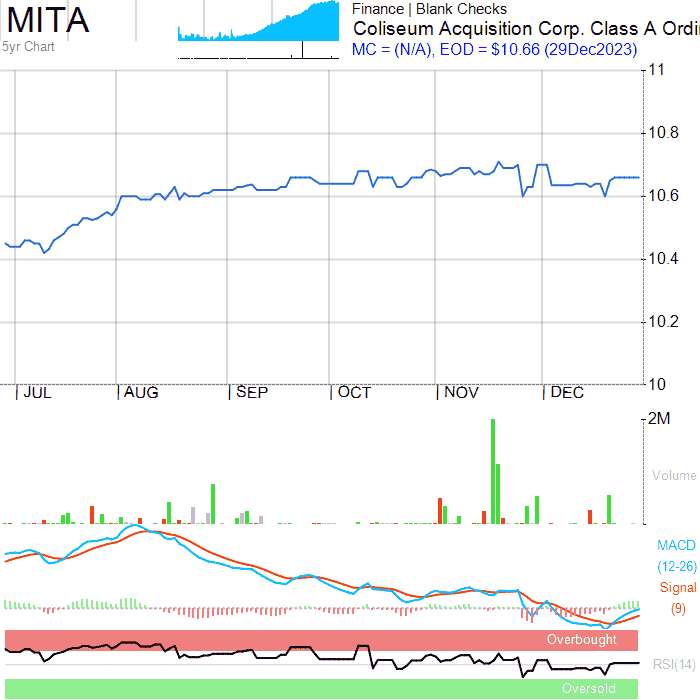 MITA
5yr Chart
Finance | Blank Checks
Coliseum Acquisition Corp. Class A Ordi
MC = (N/A), EOD = $10.66 (29Dec2023)
11
10.8
10.6
10.4
10.2
10
JUL AUG SEP OCT NOV DEC
2M
Volume
MACD
(12-26)
Signal
(9)
Overbought
RSI(14)
Oversold